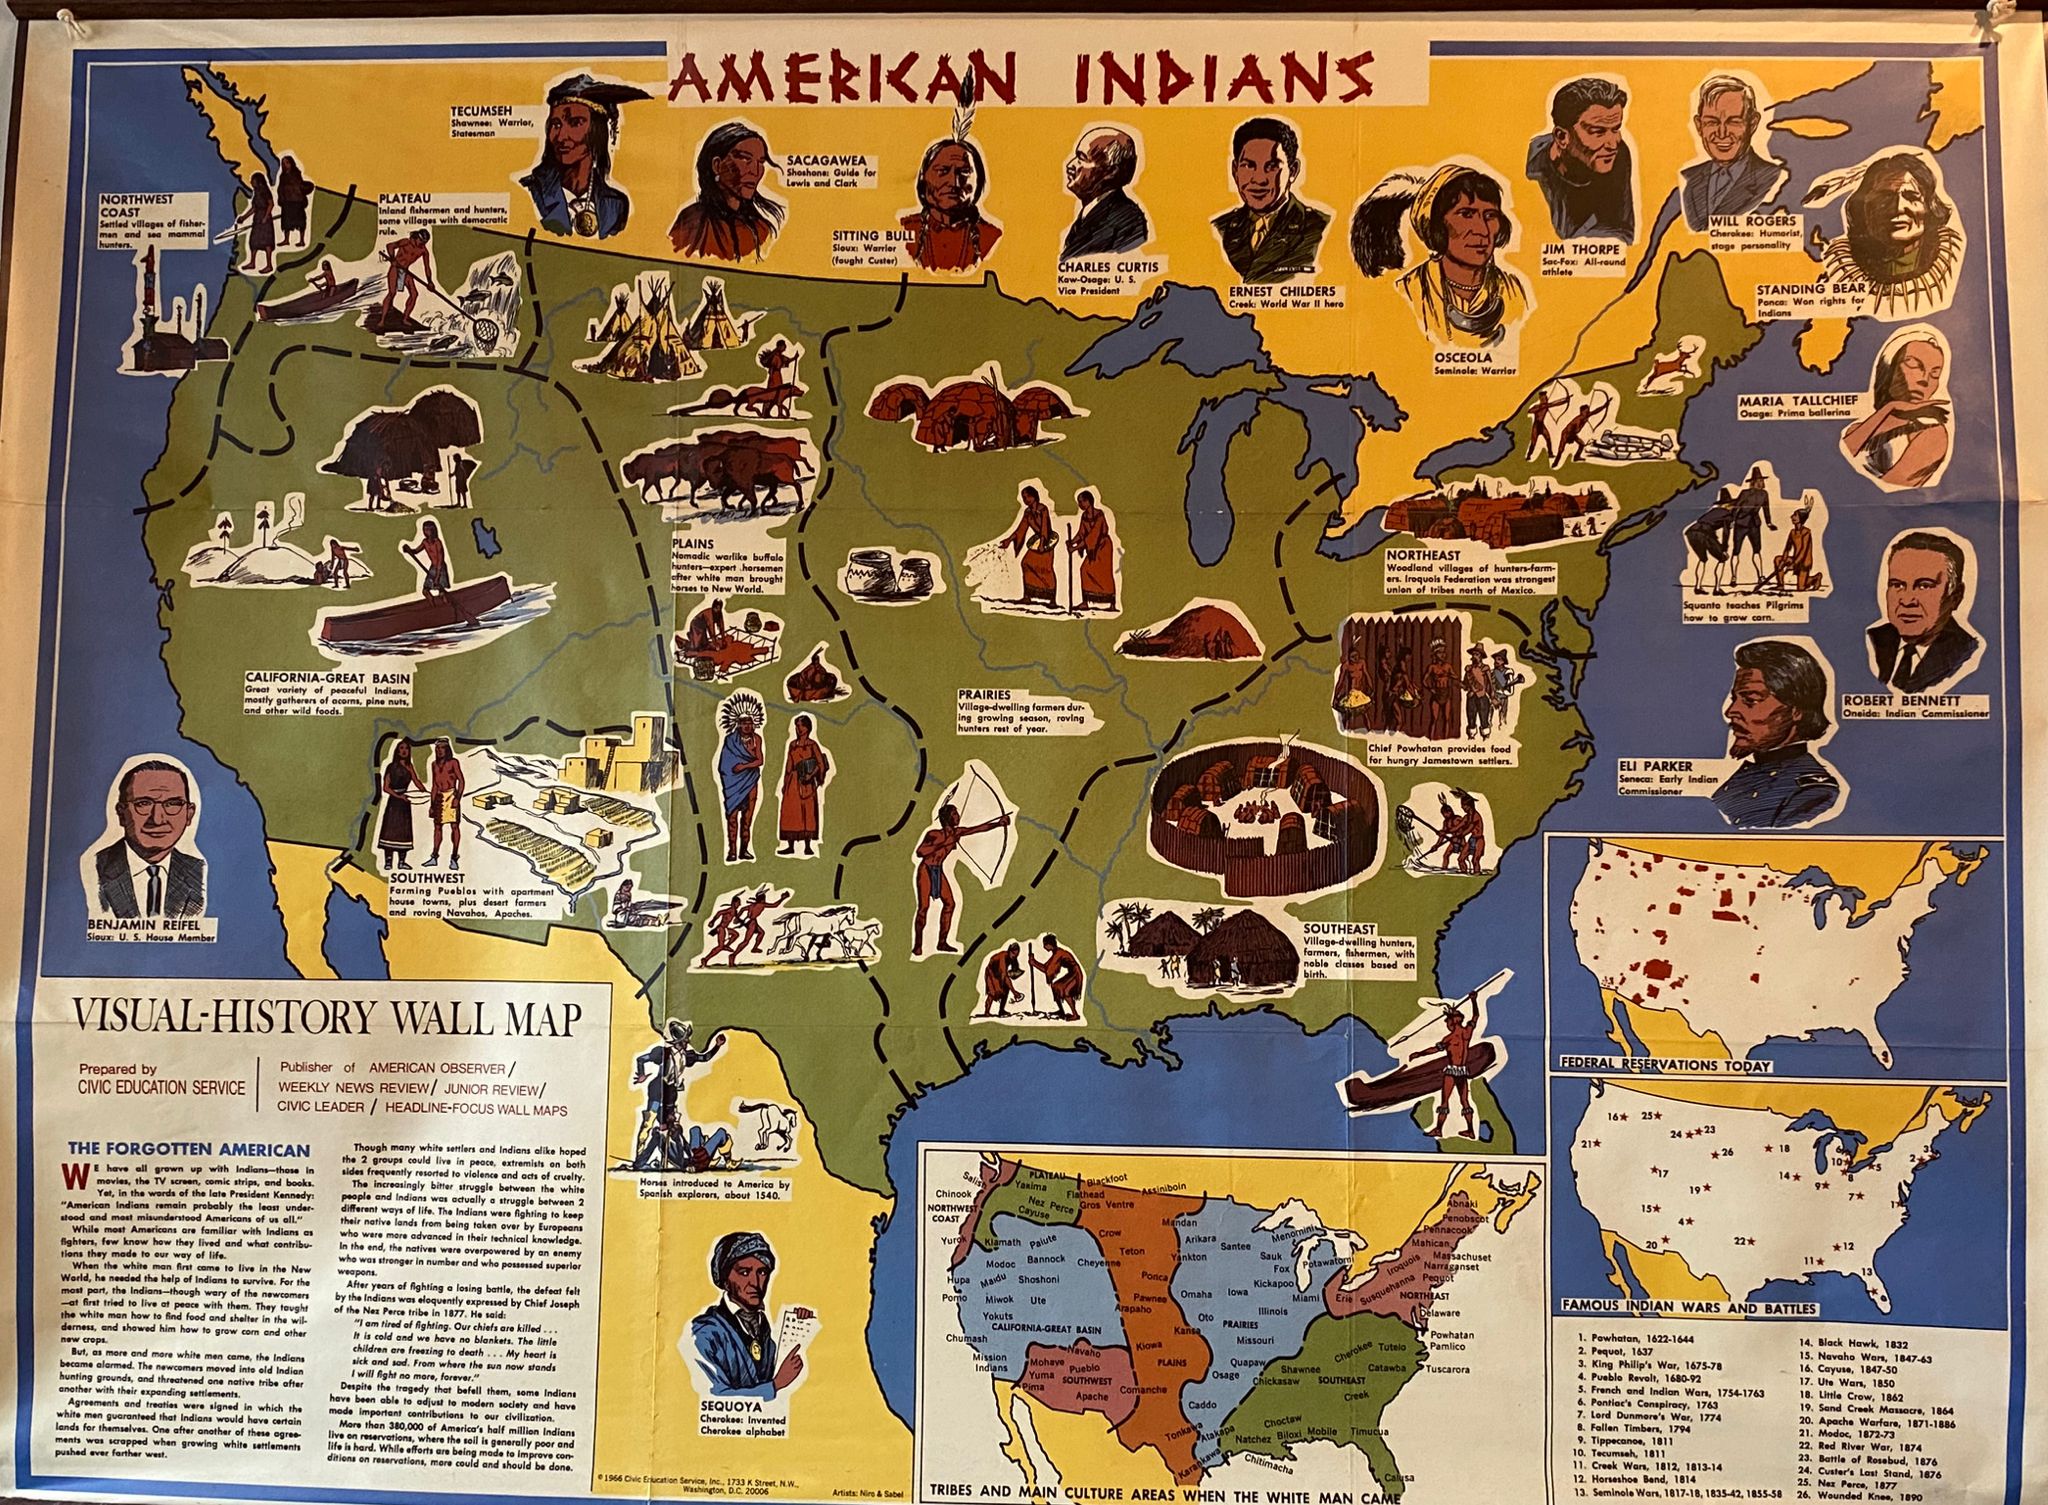 AMERICAN INDIANS
TECUMSEH
Shawnee: Warrior,
Statesman
SACAGAWEA
Shoshone: Guide for
Lewis and Clark
SITTING BULL
Sioux: Warrior
(fought Custer)
CHARLES CURTIS
Kaw-Osage: U. S.
Vice President
ERNEST CHILDERS
Creek: World War II hero
OSCEOLA
Seminole: Warrior
JIM THORPE
Sac-Fox: All-round
athlete
WILL ROGERS
Cherokee: Humorist,
stage personality
STANDING BEAR
Ponca: Won rights for
Indians
MARIA TALLCHIEF
Osage: Prima ballerina
NORTHWEST
COAST
Settled villages of fisher-
men and sea mammal
hunters.
PLATEAU
Inland fishermen and hunters,
some villages with democratic
rule.
PLAINS
Nomadic warlike buffalo
hunters—expert horsemen
after white man brought
horses to New World.
NORTHEAST
Woodland villages of hunters-farm-
ers. Iroquois Federation was strongest
union of tribes north of Mexico.
Squanto teaches Pilgrims
how to grow corn.
ROBERT BENNETT
Oneida: Indian Commissioner
CALIFORNIA-GREAT BASIN
Great variety of peaceful Indians,
mostly gatherers of acorns, pine nuts,
and other wild foods.
PRAIRIES
Village-dwelling farmers dur-
ing growing season, roving
hunters rest of year.
Chief Powhatan provides food
for hungry Jamestown settlers.
ELI PARKER
Seneca: Early Indian
Commissioner
SOUTHWEST
Farming Pueblos with apartment
house towns, plus desert farmers
and roving Navahos, Apaches.
BENJAMIN REIFEL
Sioux: U. S. House Member
SOUTHEAST
Village-dwelling hunters,
farmers, fishermen, with
noble classes based on
birth.
Horses introduced to America by
Spanish explorers, about 1540.
SEQUOYA
Cherokee: Invented
Cherokee alphabet
VISUAL-HISTORY WALL MAP
Prepared by
CIVIC EDUCATION SERVICE
Publisher of AMERICAN OBSERVER/
WEEKLY NEWS REVIEW/ JUNIOR REVIEW/
CIVIC LEADER / HEADLINE-FOCUS WALL MAPS
THE FORGOTTEN AMERICAN
WE have all grown up with Indians—those in
movies, the TV screen, comic strips, and books.
Yet, in the words of the late President Kennedy:
"American Indians remain probably the least under-
stood and most misunderstood Americans of us all."
While most Americans are familiar with Indians as
fighters, few know how they lived and what contribu-
tions they made to our way of life.
When the white man first came to live in the New
World, he needed the help of Indians to survive. For the
most part, the Indians—though wary of the newcomers
—at first tried to live at peace with them. They taught
the white man how to find food and shelter in the wil-
derness, and showed him how to grow corn and other
new crops.
But, as more and more white men came, the Indians
became alarmed. The newcomers moved into old Indian
hunting grounds, and threatened one native tribe after
another with their expanding settlements.
Agreements and treaties were signed in which the
white men guaranteed that Indians would have certain
lands for themselves. One after another of these agree-
ments was scrapped when growing white settlements
pushed ever farther west.
Though many white settlers and Indians alike hoped
the 2 groups could live in peace, extremists on both
sides frequently resorted to violence and acts of cruelty.
The increasingly bitter struggle between the white
people and Indians was actually a struggle between 2
different ways of life. The Indians were fighting to keep
their native lands from being taken over by Europeans
who were more advanced in their technical knowledge.
In the end, the natives were overpowered by an enemy
who was stronger in number and who possessed superior
weapons.
After years of fighting a losing battle, the defeat felt
by the Indians was eloquently expressed by Chief Joseph
of the Nez Perce tribe in 1877. He said:
"I am tired of fighting. Our chiefs are killed . . .
It is cold and we have no blankets. The little
children are freezing to death . . . My heart is
sick and sad. From where the sun now stands
I will fight no more, forever."
Despite the tragedy that befell them, some Indians
have been able to adjust to modern society and have
made important contributions to our civilization.
More than 380,000 of America's half million Indians
live on reservations, where the soil is generally poor and
life is hard. While efforts are being made to improve con-
ditions on reservations, more could and should be done.
© 1966 Civic Education Service, Inc., 1733 K Street, N.W.,
Washington, D.C. 20006
Artists: Niro & Sabel
Salish
Chinook
NORTHWEST
COAST
Yurok
PLATEAU
Yakima
Nez Perce
Cayuse
Flathead
Blackfoot
Gros Ventre
Assiniboin
Klamath
Paiute
Modoc
Bannock
Hupa
Maidu
Shoshoni
Pomo
Miwok
Ute
Yokuts
CALIFORNIA-GREAT BASIN
Chumash
Mission
Indians
Navaho
Mohave
Pueblo
Yuma
SOUTHWEST
Pima
Apache
Crow
Teton
Cheyenne
Mandan
Arikara
Yankton
Santee
Ponca
Pawnee
Arapaho
Omaha
Iowa
Oto
Kansa
Kiowa
PLAINS
Comanche
Tonkawa
Karankawa
Atakapa
Caddo
Osage
Quapaw
Missouri
PRAIRIES
Illinois
Miami
Kickapoo
Fox
Sauk
Menomini
Potawatomi
Abnaki
Penobscot
Pennacook
Mahican
Massachuset
Narraganset
Pequot
Iroquois
Susquehanna
Erie
NORTHEAST
Delaware
Powhatan
Pamlico
Tuscarora
Cherokee
Tutelo
Shawnee
Chickasaw
Catawba
SOUTHEAST
Creek
Choctaw
Natchez
Biloxi
Mobile
Timucua
Chitimacha
Calusa
TRIBES AND MAIN CULTURE AREAS WHEN THE WHITE MAN CAME
FEDERAL RESERVATIONS TODAY
16
25
21
24
23
26
18
17
19
14
15
4
20
22
6
10
5
8
9
7
2
3
1
11
12
13
FAMOUS INDIAN WARS AND BATTLES
1. Powhatan, 1622-1644
2. Pequot, 1637
3. King Philip's War, 1675-78
4. Pueblo Revolt, 1680-92
5. French and Indian Wars, 1754-1763
6. Pontiac's Conspiracy, 1763
7. Lord Dunmore's War, 1774
8. Fallen Timbers, 1794
9. Tippecanoe, 1811
10. Tecumseh, 1811
11. Creek Wars, 1812, 1813-14
12. Horseshoe Bend, 1814
13. Seminole Wars, 1817-18, 1835-42, 1855-58
14. Black Hawk, 1832
15. Navaho Wars, 1847-63
16. Cayuse, 1847-50
17. Ute Wars, 1850
18. Little Crow, 1862
19. Sand Creek Massacre, 1864
20. Apache Warfare, 1871-1886
21. Modoc, 1872-73
22. Red River War, 1874
23. Battle of Rosebud, 1876
24. Custer's Last Stand, 1876
25. Nez Perce, 1877
26. Wounded Knee, 1890